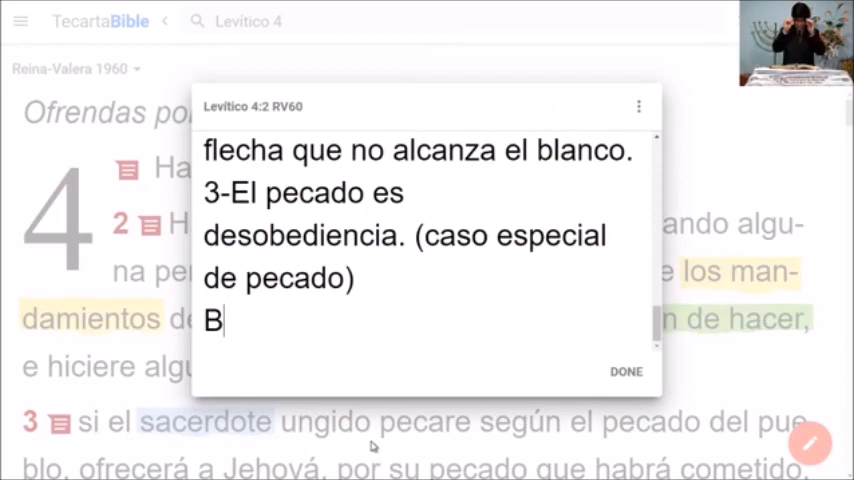 TecartaBible
Levítico 4
Reina-Valera 1960
Ofrendas po
Levítico 4:2 RV60
flecha que no alcanza el blanco.
3-El pecado es
desobediencia. (caso especial
de pecado)
B
DONE
4
Ha
2 H
ando algu-
na pe
e los man-
damientos de
n de hacer,
e hiciere alg
3 si el sacerdote ungido pecare según el pecado del pue
blo, ofrecerá a Jehová, por su pecado que habrá cometido,